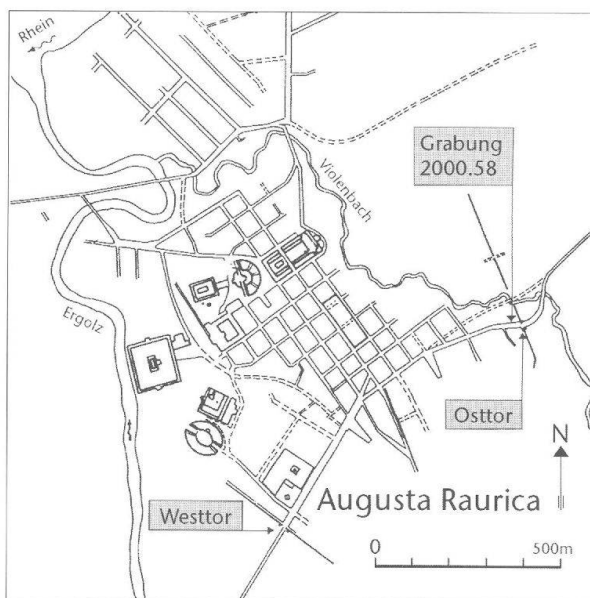 Rhein
Grabung
2000.58
Violenbach
Ergolz
Osttor
N
Augusta Raurica
Westtor
0 500m